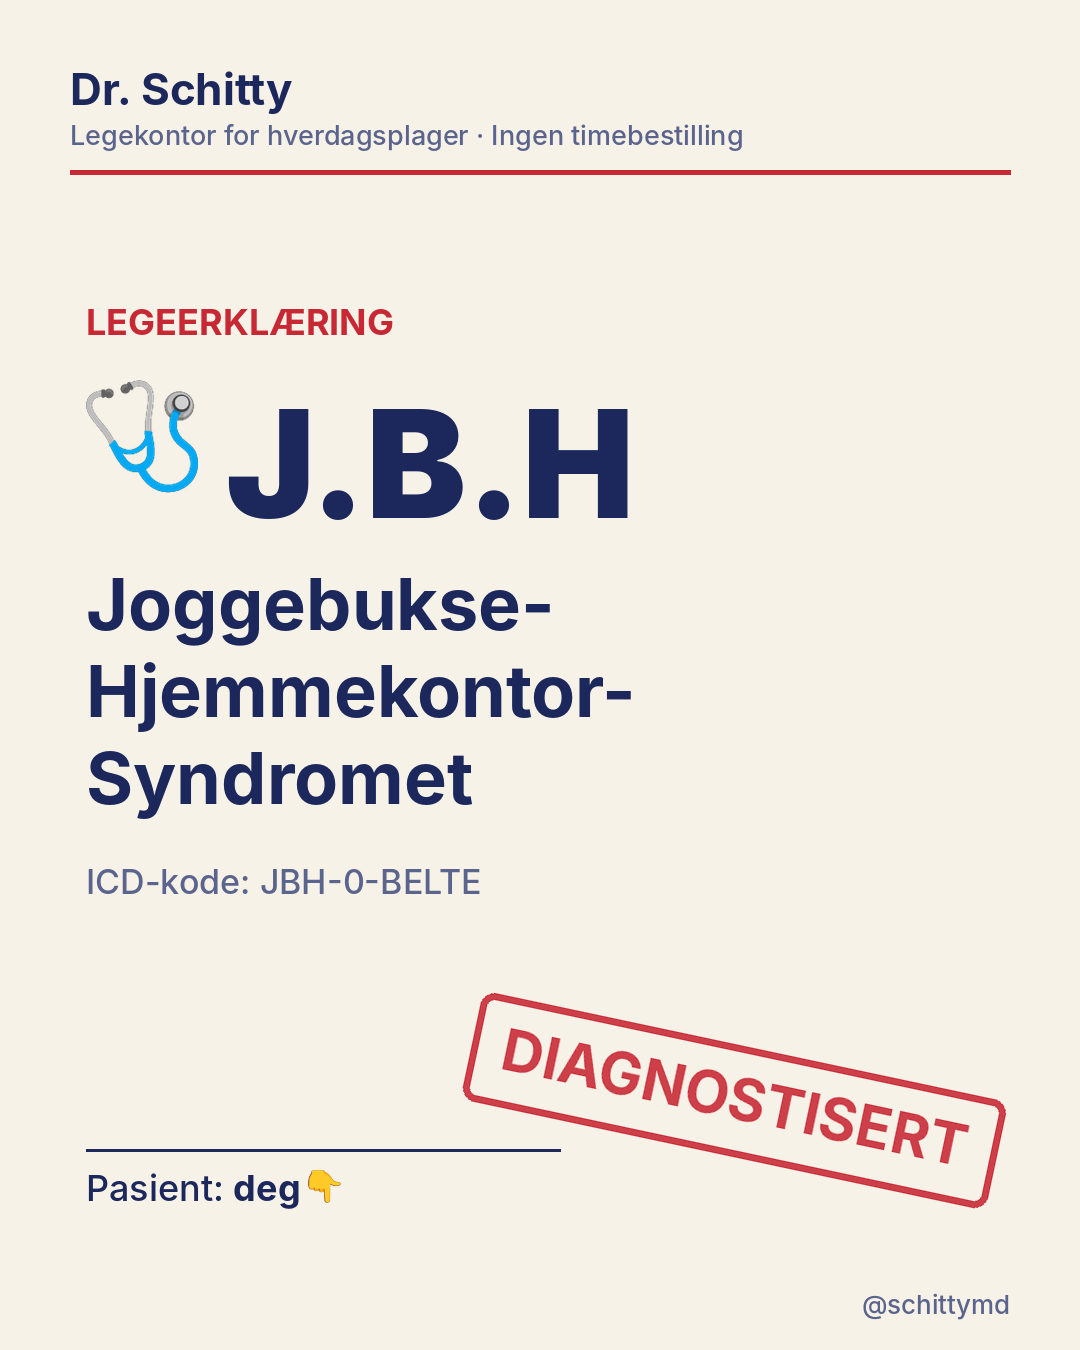 Dr. Schitty
Legekontor for hverdagsplager · Ingen timebestilling
LEGEERKLÆRING
J.B.H
Joggebukse-
Hjemmekontor-
Syndromet
ICD-kode: JBH-0-BELTE
DIAGNOSTISERT
Pasient: deg👇
@schittymd